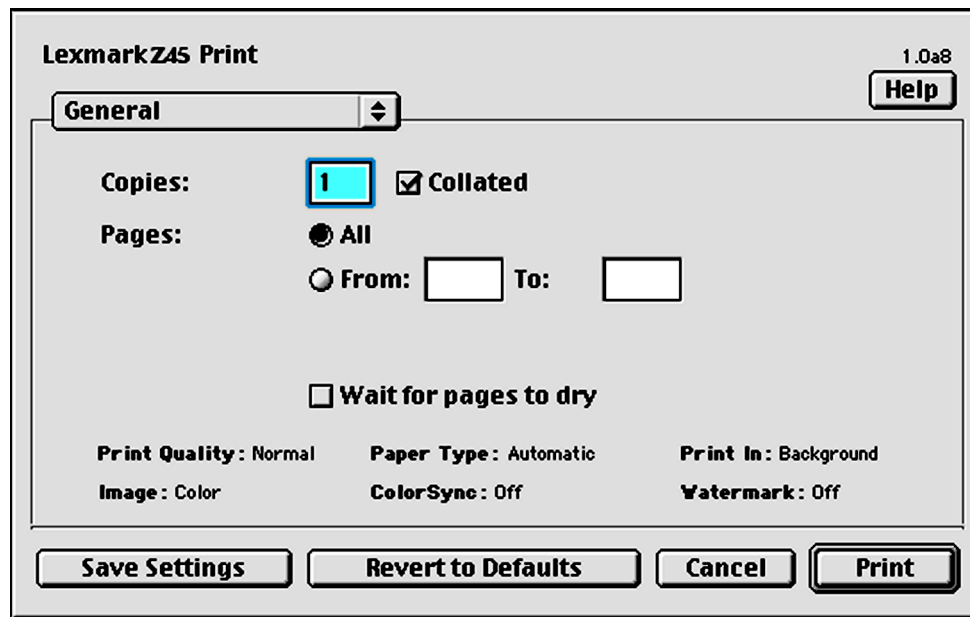 LexmarkZ45 Print
1.0a8
Help
General
Copies: 1 Collated
Pages: All
From: To:
Wait for pages to dry
Print Quality: Normal Paper Type: Automatic Print In: Background
Image: Color ColorSync: Off Watermark: Off
Save Settings Revert to Defaults Cancel Print